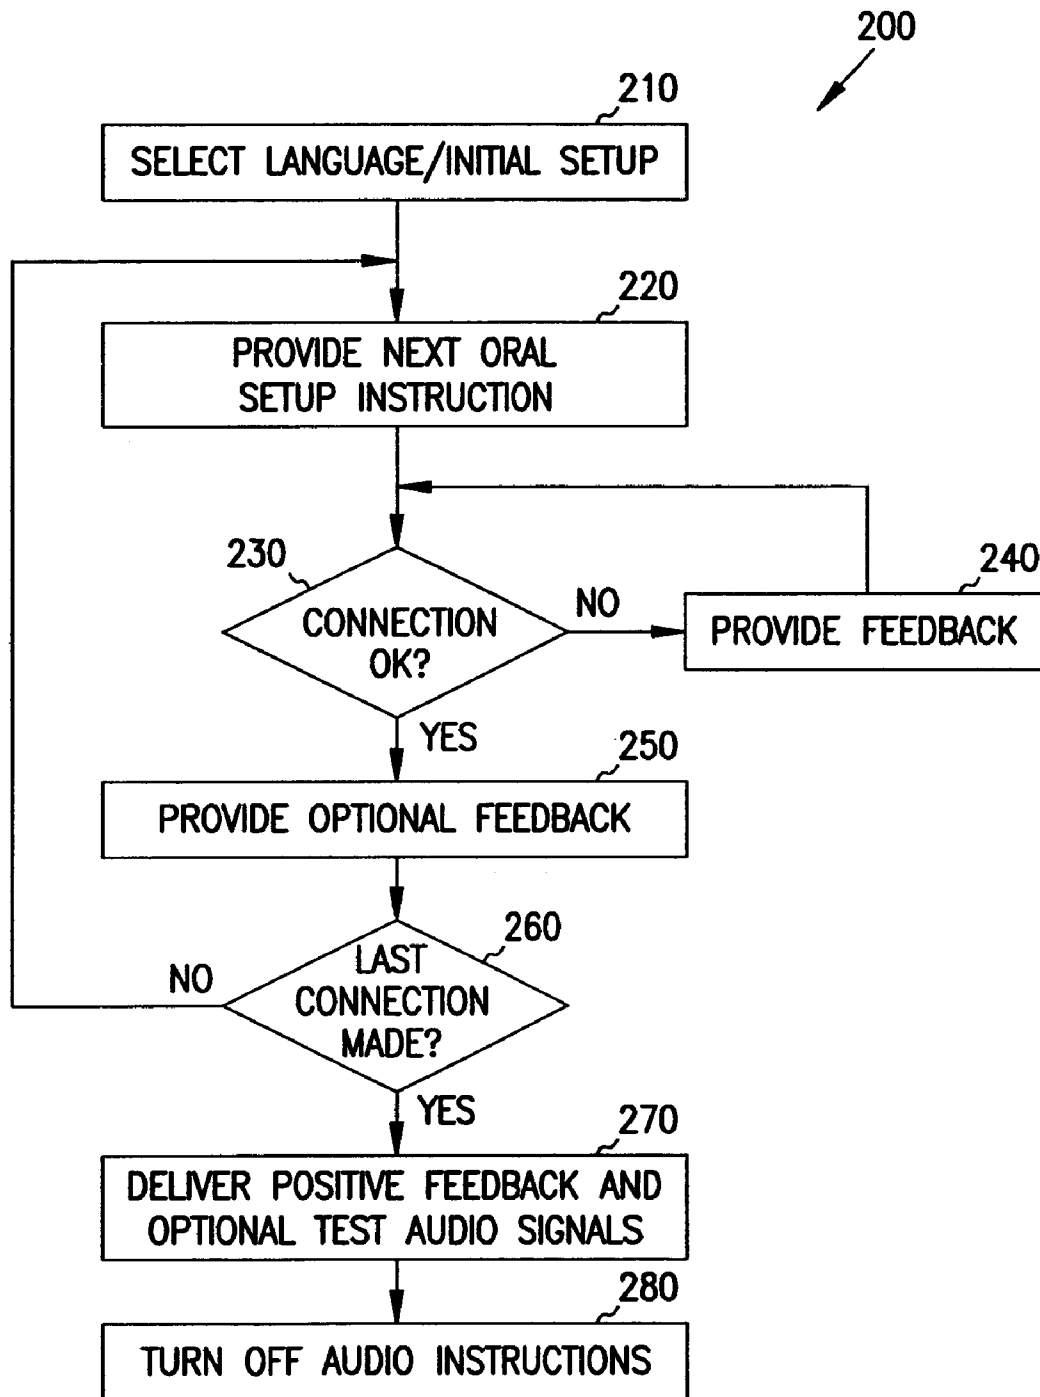 200
210
SELECT LANGUAGE/INITIAL SETUP
220
PROVIDE NEXT ORAL
SETUP INSTRUCTION
230
CONNECTION
OK?
NO
240
PROVIDE FEEDBACK
YES
250
PROVIDE OPTIONAL FEEDBACK
260
LAST
CONNECTION
MADE?
NO
YES
270
DELIVER POSITIVE FEEDBACK AND
OPTIONAL TEST AUDIO SIGNALS
280
TURN OFF AUDIO INSTRUCTIONS